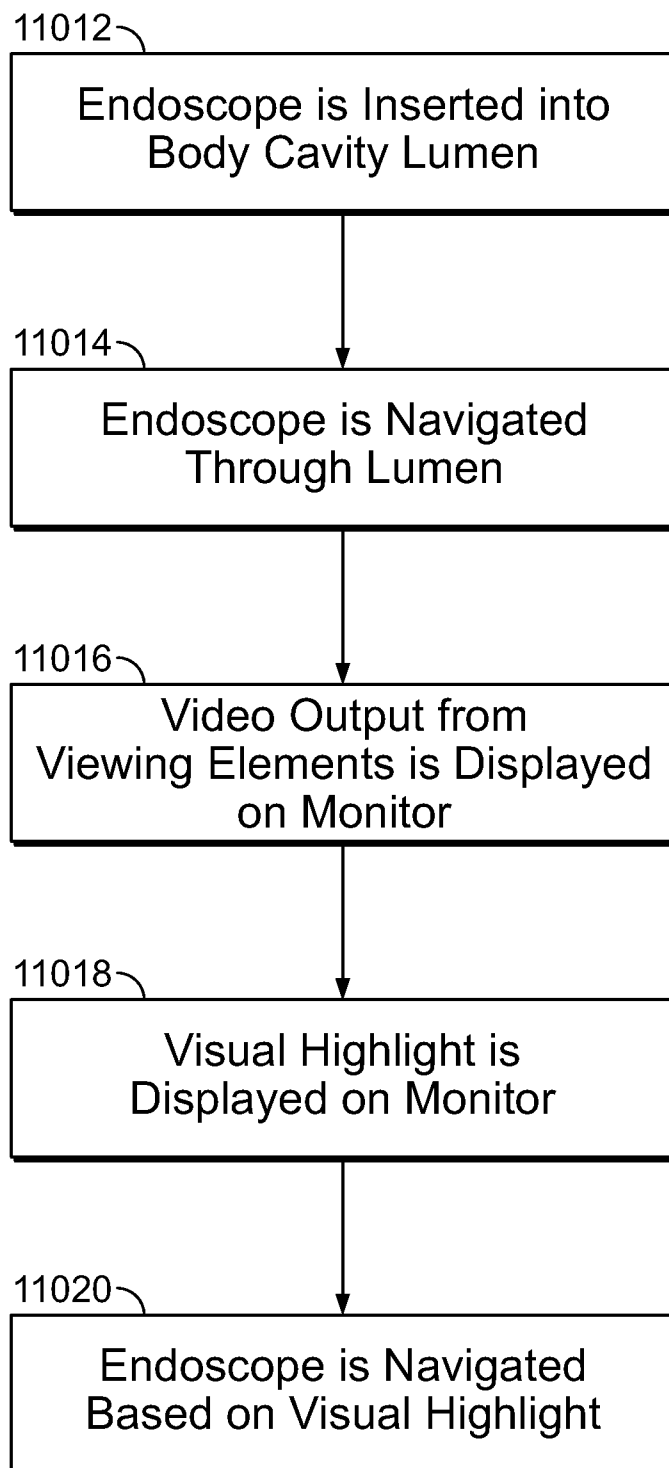 11012
Endoscope is Inserted into
Body Cavity Lumen
11014
Endoscope is Navigated
Through Lumen
11016
Video Output from
Viewing Elements is Displayed
on Monitor
11018
Visual Highlight is
Displayed on Monitor
11020
Endoscope is Navigated
Based on Visual Highlight